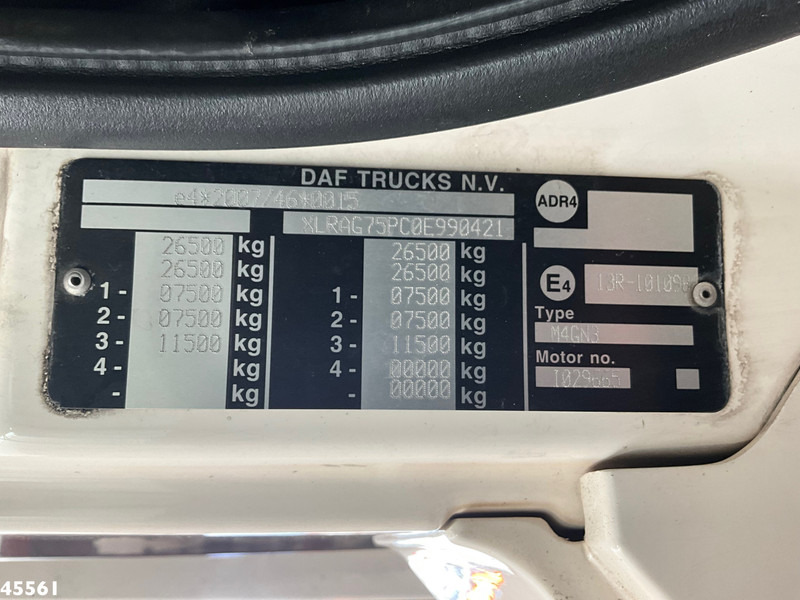 DAF TRUCKS N.V.
e4*2007/46*0015
XLRAG75PC0E990421
26500 kg
26500 kg
1 - 07500 kg
2 - 07500 kg
3 - 11500 kg
4 - kg
- kg
26500 kg
26500 kg
1 - 07500 kg
2 - 07500 kg
3 - 11500 kg
4 - 00000 kg
- 00000 kg
ADR4
E4
Type
M4GN3
Motor no.
45561